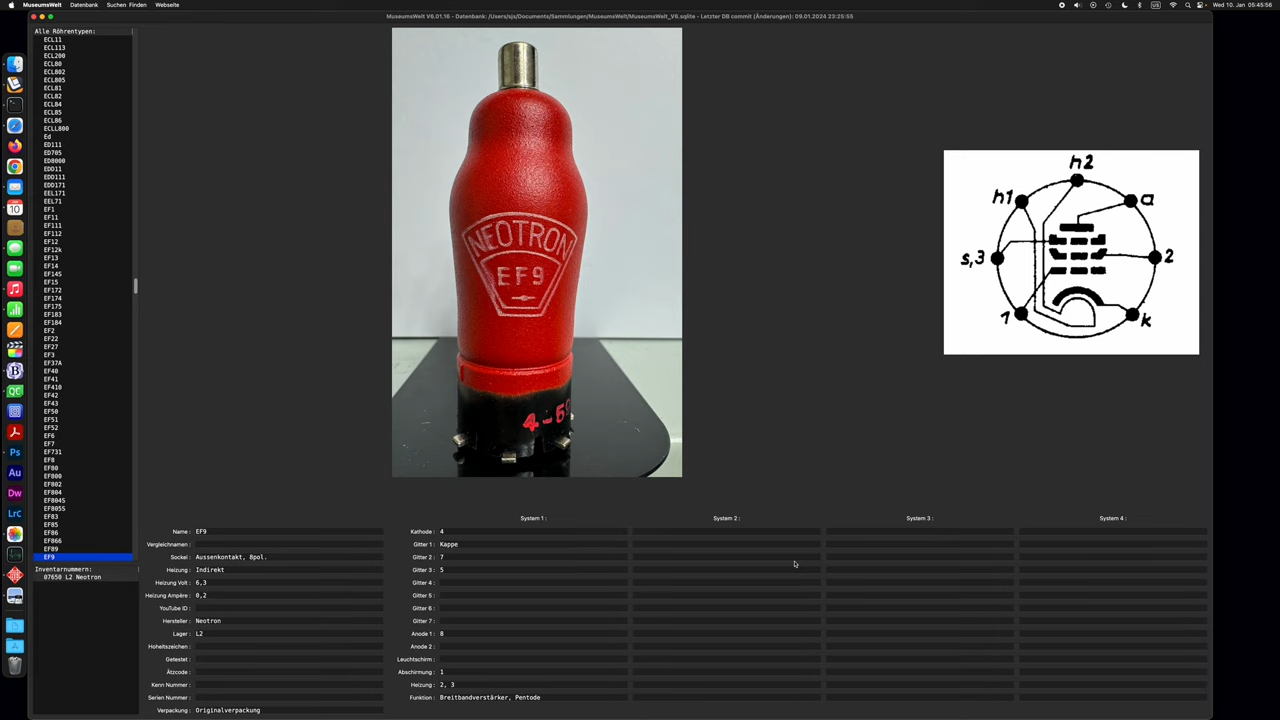 MuseumsWelt Datenbank Suchen Finden Webseite
US
Wed 10. Jan. 05:45:56
MuseumsWelt V6.01.16 - Datenbank: /Users/sjs/Documents/Sammlungen/MuseumsWelt/MuseumsWelt_V6.sqlite - Letzter DB commit (Änderungen): 09.01.2024 23:25:55
Alle Röhrentypen:
ECL11
ECL113
ECL200
ECL80
ECL802
ECL805
ECL81
ECL82
ECL84
ECL85
ECL86
ECLL800
Ed
ED111
ED705
ED8000
EDD11
EDD111
EDD171
EEL171
EEL71
EF1
EF11
EF111
EF112
EF12
EF12k
EF13
EF14
EF14S
EF15
EF172
EF174
EF175
EF183
EF184
EF2
EF22
EF27
EF3
EF37A
EF40
EF41
EF410
EF42
EF43
EF50
EF51
EF52
EF6
EF7
EF731
EF8
EF80
EF800
EF802
EF804
EF804S
EF805S
EF83
EF85
EF86
EF866
EF89
EF9
Inventarnummern:
07650 L2 Neotron
10
Ps
Au
Dw
LrC
QC
NEOTRON
EF9
h2
h1
a
s,3
2
1
k
System 1 :
System 2 :
System 3 :
System 4 :
Name : EF9
Vergleichnamen :
Sockel : Aussenkontakt, 8pol.
Heizung : Indirekt
Heizung Volt : 6,3
Heizung Ampère : 0,2
YouTube ID :
Hersteller : Neotron
Lager : L2
Hoheitszeichen :
Getestet :
Ätzcode :
Kenn Nummer :
Serien Nummer :
Verpackung : Originalverpackung
Kathode : 4
Gitter 1 : Kappe
Gitter 2 : 7
Gitter 3 : 5
Gitter 4 :
Gitter 5 :
Gitter 6 :
Gitter 7 :
Anode 1 : 8
Anode 2 :
Leuchtschirm :
Abschirmung : 1
Heizung : 2, 3
Funktion : Breitbandverstärker, Pentode